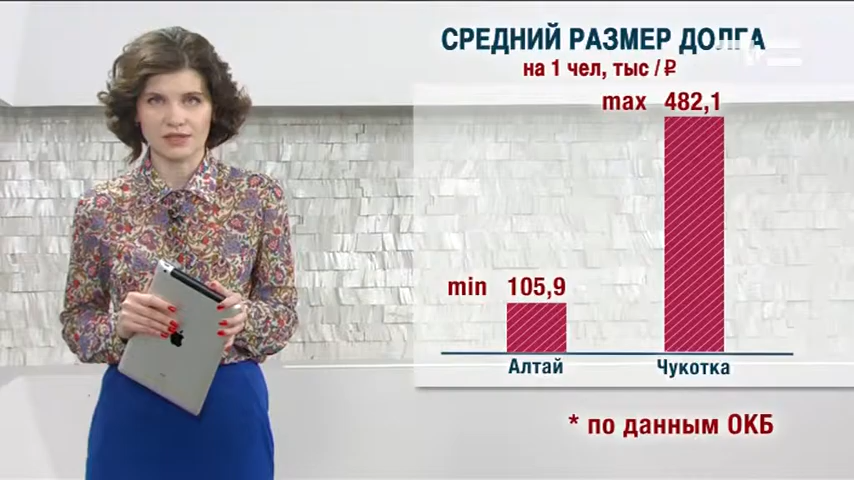 СРЕДНИЙ РАЗМЕР ДОЛГА
на 1 чел, тыс / ₽
max 482,1
min 105,9
Алтай Чукотка
* по данным ОКБ